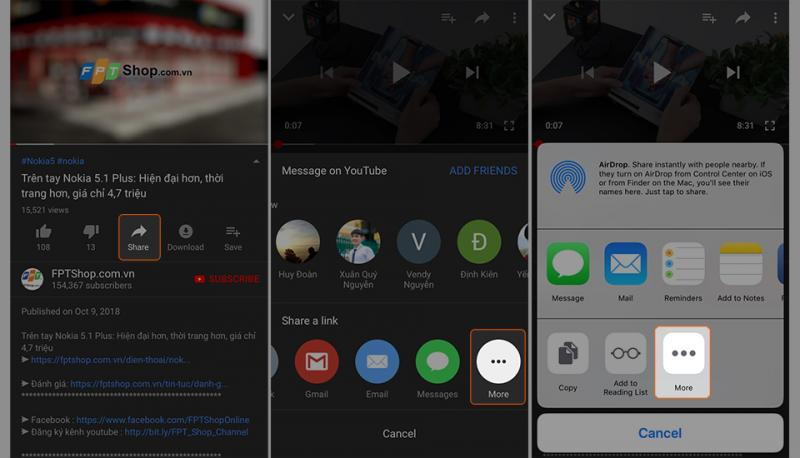 FPT Shop.com.vn
#Nokia5 #nokia
Trên tay Nokia 5.1 Plus: Hiện đại hơn, thời
trang hơn, giá chỉ 4,7 triệu
15,521 views
108
13
Share
Download
Save
FPTShop.com.vn
154,367 subscribers
SUBSCRIBE
Published on Oct 9, 2018
Trên tay Nokia 5.1 Plus: Hiện đại hơn, thời trang hơn, giá chỉ
4,7 triệu
► https://fptshop.com.vn/dien-thoai/nok...
► Đánh giá: https://fptshop.com.vn/tin-tuc/danh-g...
► Facebook : https://www.facebook.com/FPTShopOnline
► Đăng ký kênh youtube : http://bit.ly/FPT_Shop_Channel
0:07
8:31
Message on YouTube
ADD FRIENDS
w
V
Đ
Huy Đoàn
Xuân Quý
Nguyễn
Vendy
Nguyễn
Định Kiên
Share a link
k
Gmail
Email
Messages
More
Cancel
0:07
8:31
AirDrop. Share instantly with people nearby. If
they turn on AirDrop from Control Center on iOS
or from Finder on the Mac, you'll see their
names here. Just tap to share.
Message
Mail
Reminders
Add to Notes
Copy
Add to
Reading List
More
Cancel